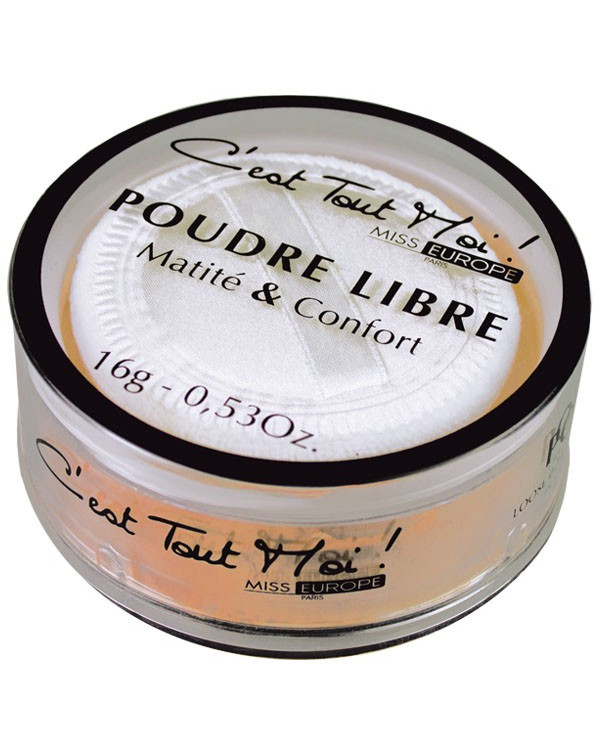 C'est Tout Moi !
MISS EUROPE
PARIS
POUDRE LIBRE
Matité & Confort
16g - 0,53Oz.
C'est Tout Moi !
MISS EUROPE
PARIS